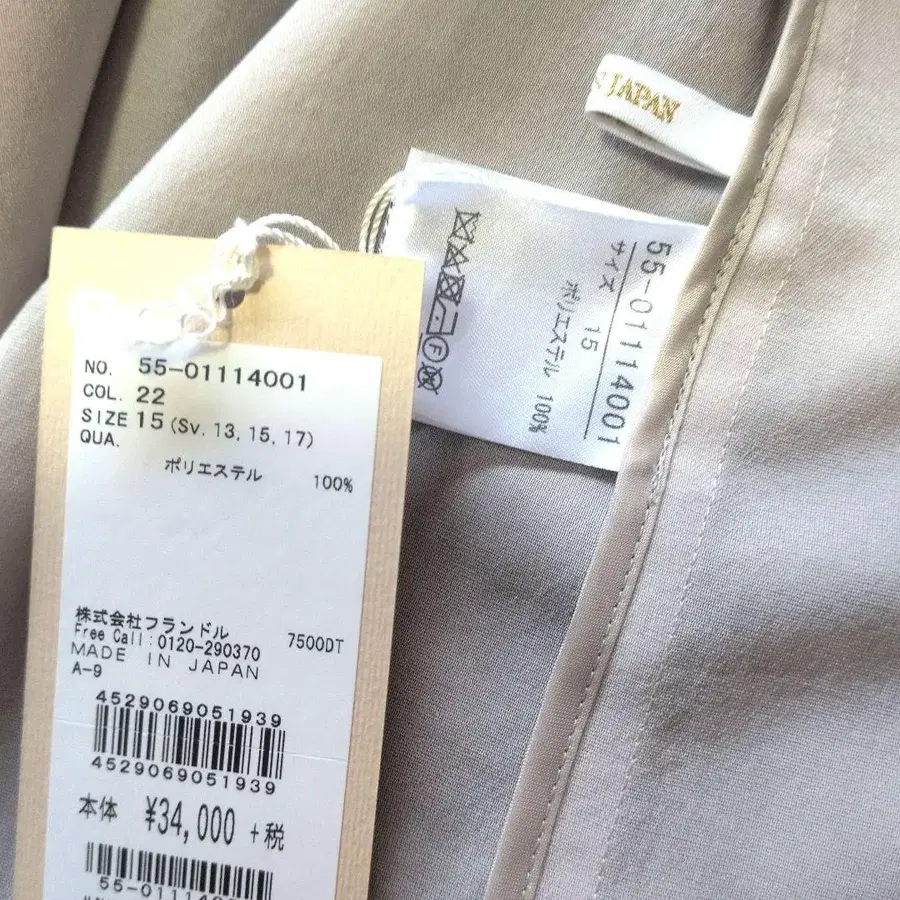 NO. 55-01114001
COL. 22
SIZE 15 (Sv. 13, 15, 17)
QUA.
ポリエステル 100%
株式会社フランドル
Free Call:0120-290370 7500DT
MADE IN JAPAN
A-9
4529069051939
4529069051939
本体 ¥34,000 +税
55-01114001
サイズ 15
ポリエステル 100%
F
JAPAN